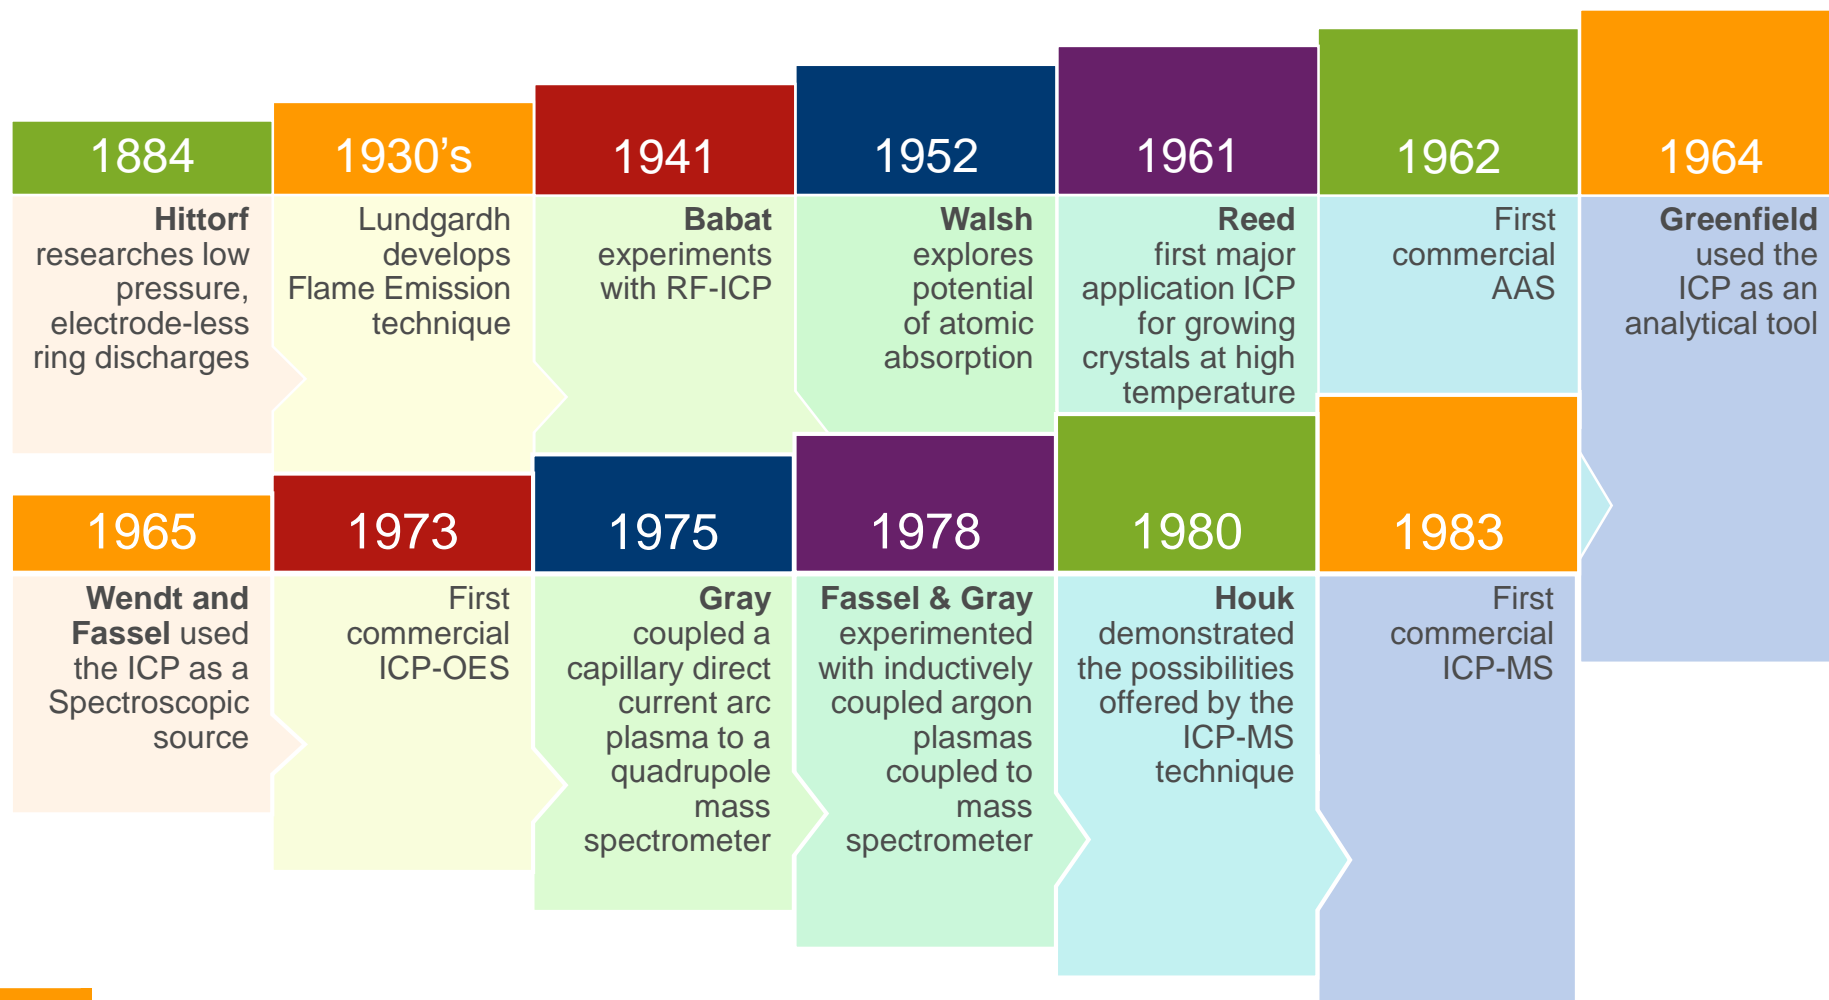 1884
Hittorf
researches low
pressure,
electrode-less
ring discharges
1930’s
Lundgardh
develops
Flame Emission
technique
1941
Babat
experiments
with RF-ICP
1952
Walsh
explores
potential
of atomic
absorption
1961
Reed
first major
application ICP
for growing
crystals at high
temperature
1962
First
commercial
AAS
1964
Greenfield
used the
ICP as an
analytical tool
1965
Wendt and
Fassel used
the ICP as a
Spectroscopic
source
1973
First
commercial
ICP-OES
1975
Gray
coupled a
capillary direct
current arc
plasma to a
quadrupole
mass
spectrometer
1978
Fassel & Gray
experimented
with inductively
coupled argon
plasmas
coupled to
mass
spectrometer
1980
Houk
demonstrated
the possibilities
offered by the
ICP-MS
technique
1983
First
commercial
ICP-MS